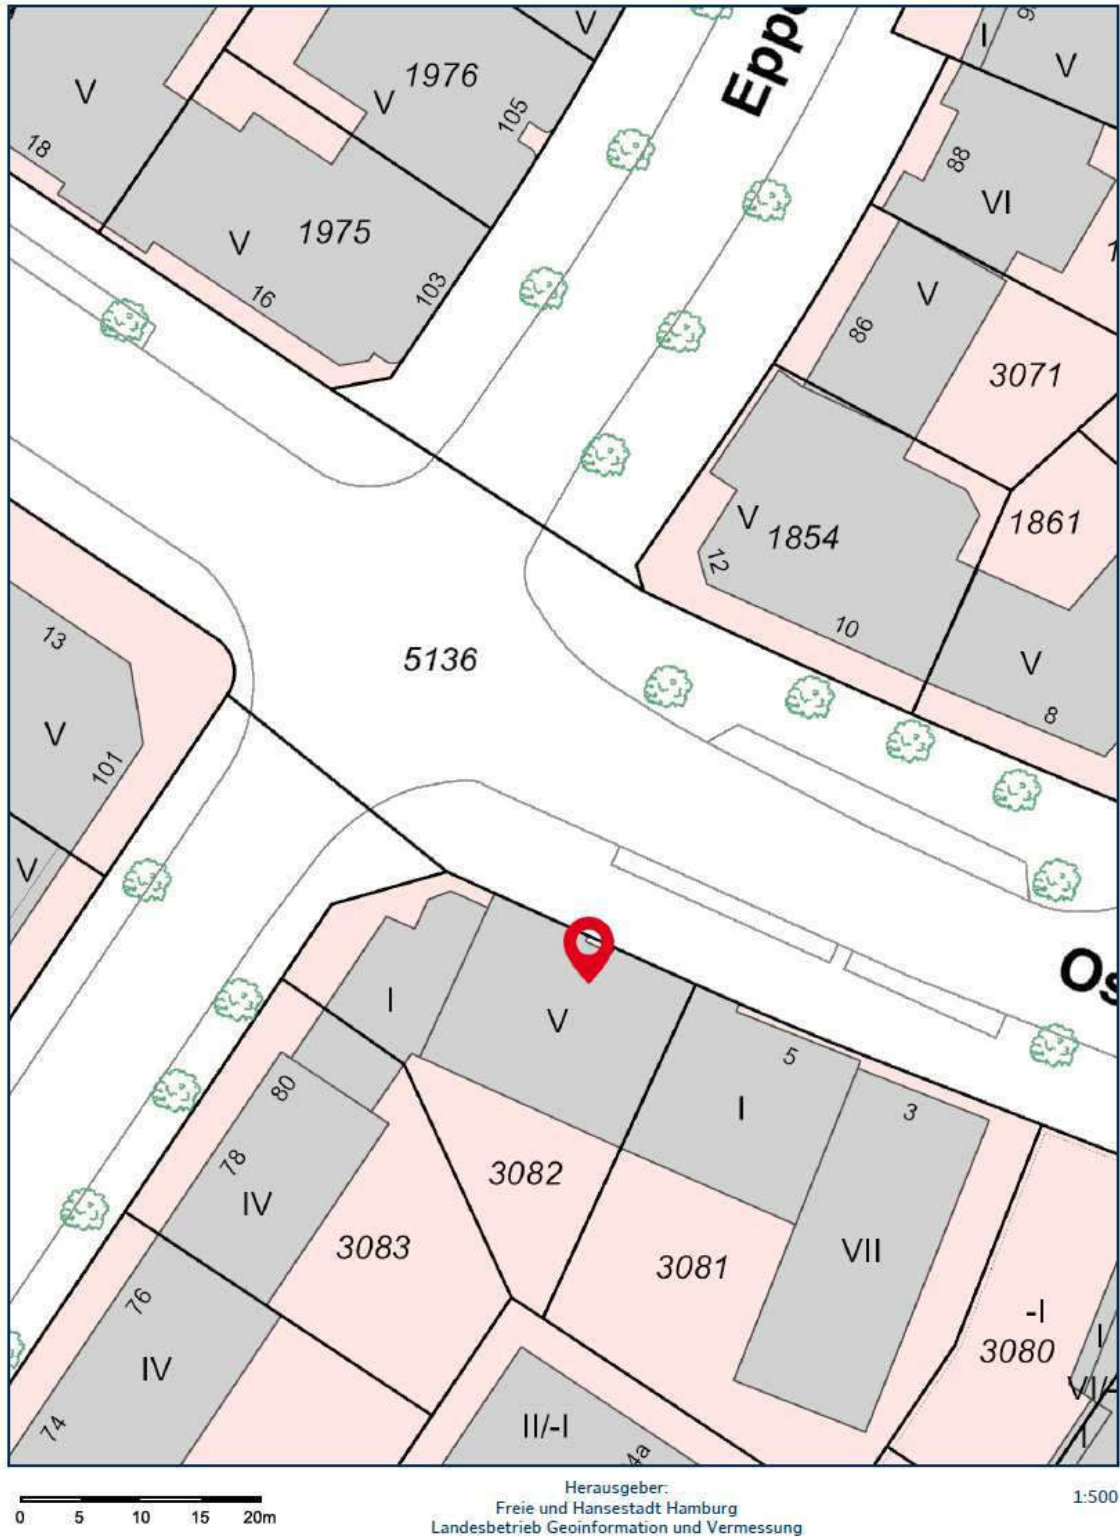 V
I
9
V
1976
V
V
105
Epp
18
88
VI
V
1975
16
103
V
86
3071
V
1854
1861
12
10
V
8
5136
13
V
101
V
Os
I
V
5
I
3
80
78
IV
3082
3083
3081
VII
-I
3080
I
76
IV
74
II/-I
4a
I
0 5 10 15 20m
Herausgeber:
Freie und Hansestadt Hamburg
Landesbetrieb Geoinformation und Vermessung
1:500